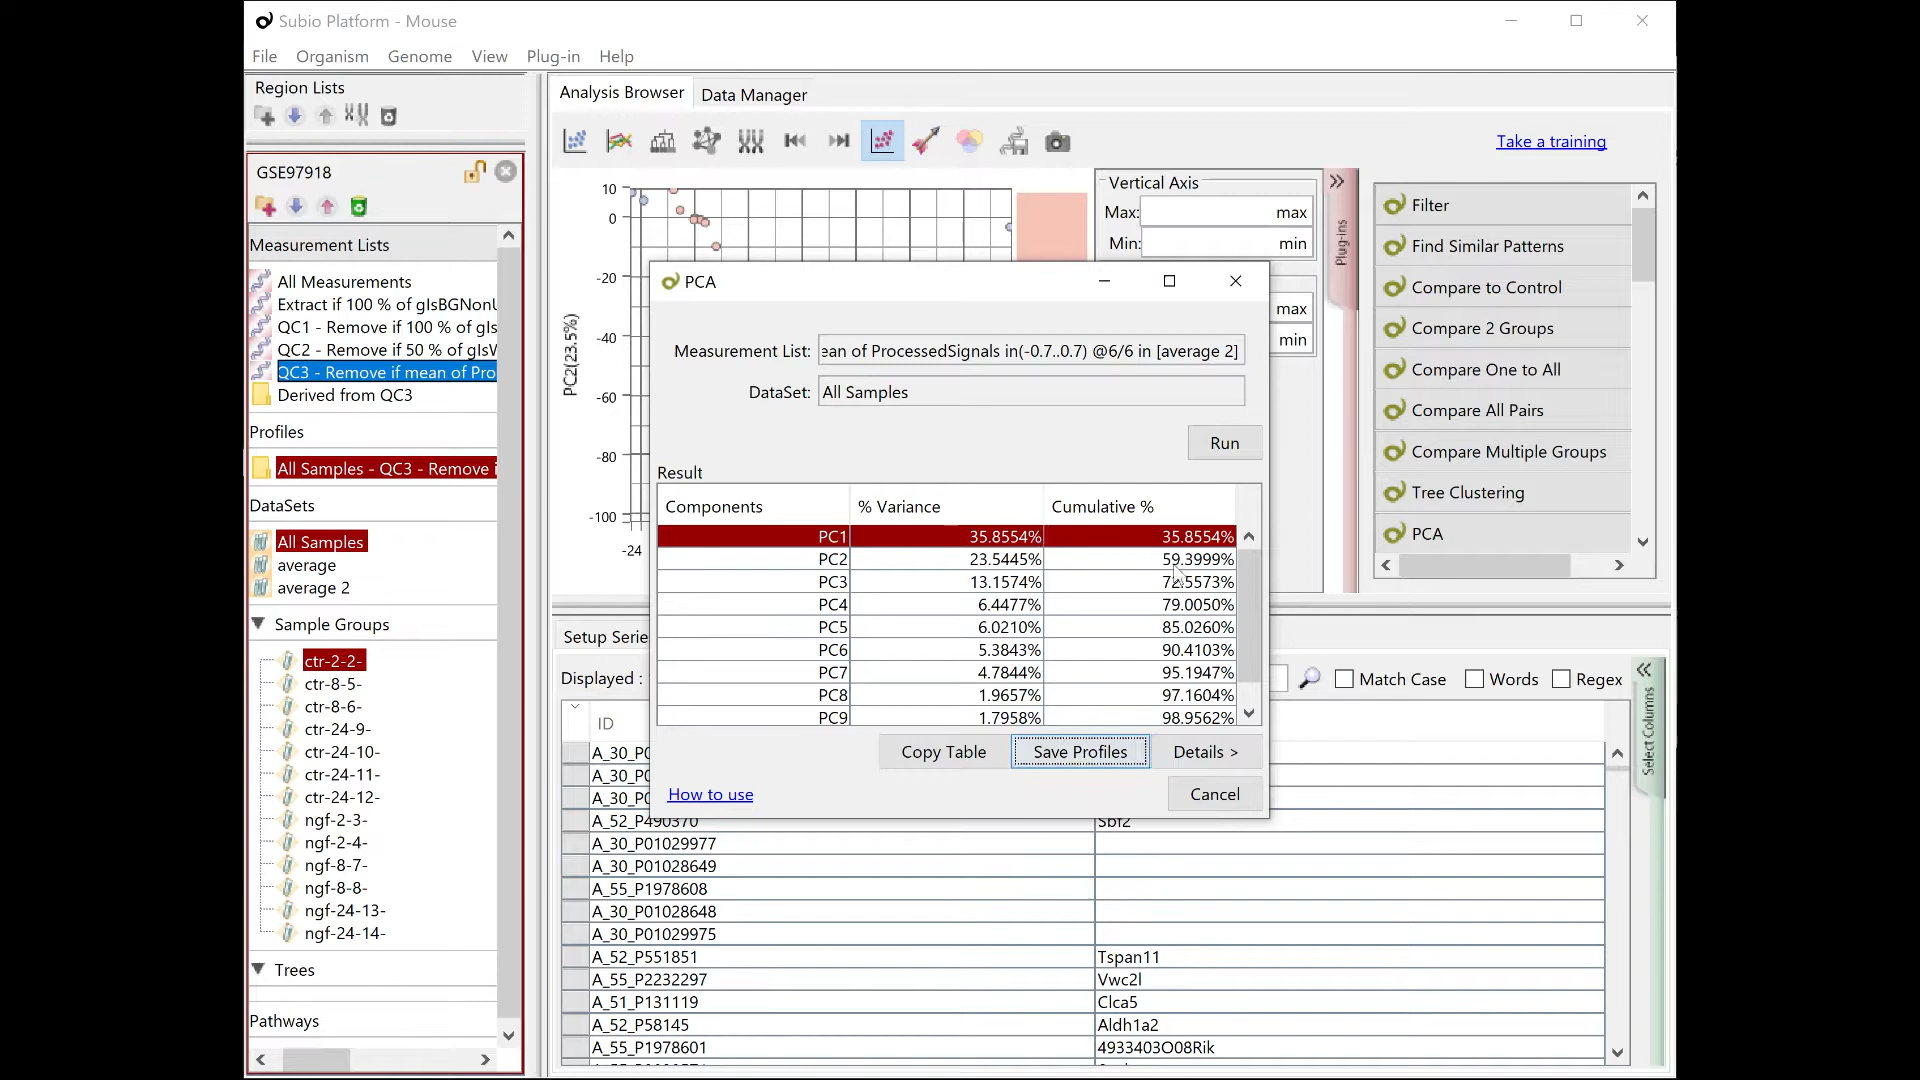 Subio Platform - Mouse
File Organism Genome View Plug-in Help
Region Lists
GSE97918
Measurement Lists
All Measurements
Extract if 100 % of gIsBGNonU
QC1 - Remove if 100 % of gIs
QC2 - Remove if 50 % of gIsW
QC3 - Remove if mean of Pro
Derived from QC3
Profiles
All Samples - QC3 - Remove i
DataSets
All Samples
average
average 2
Sample Groups
ctr-2-2-
ctr-8-5-
ctr-8-6-
ctr-24-9-
ctr-24-10-
ctr-24-11-
ctr-24-12-
ngf-2-3-
ngf-2-4-
ngf-8-7-
ngf-8-8-
ngf-24-13-
ngf-24-14-
Trees
Pathways
Analysis Browser Data Manager
Take a training
10
0
-20
-40
-60
-80
-100
-24
PC2(23.5%)
Vertical Axis
Max: max
Min: min
max
min
Plug-ins
Filter
Find Similar Patterns
Compare to Control
Compare 2 Groups
Compare One to All
Compare All Pairs
Compare Multiple Groups
Tree Clustering
PCA
PCA
Measurement List: ean of ProcessedSignals in(-0.7..0.7) @6/6 in [average 2]
DataSet: All Samples
Run
Result
Components % Variance Cumulative %
PC1 35.8554% 35.8554%
PC2 23.5445% 59.3999%
PC3 13.1574% 72.5573%
PC4 6.4477% 79.0050%
PC5 6.0210% 85.0260%
PC6 5.3843% 90.4103%
PC7 4.7844% 95.1947%
PC8 1.9657% 97.1604%
PC9 1.7958% 98.9562%
Copy Table Save Profiles Details >
How to use Cancel
Setup Serie
Displayed : Match Case Words Regex
Select Columns
ID
A_30_P0
A_30_P0
A_30_P0
A_52_P490370 Sbf2
A_30_P01029977
A_30_P01028649
A_55_P1978608
A_30_P01028648
A_30_P01029975
A_52_P551851 Tspan11
A_55_P2232297 Vwc2l
A_51_P131119 Clca5
A_52_P58145 Aldh1a2
A_55_P1978601 4933403O08Rik